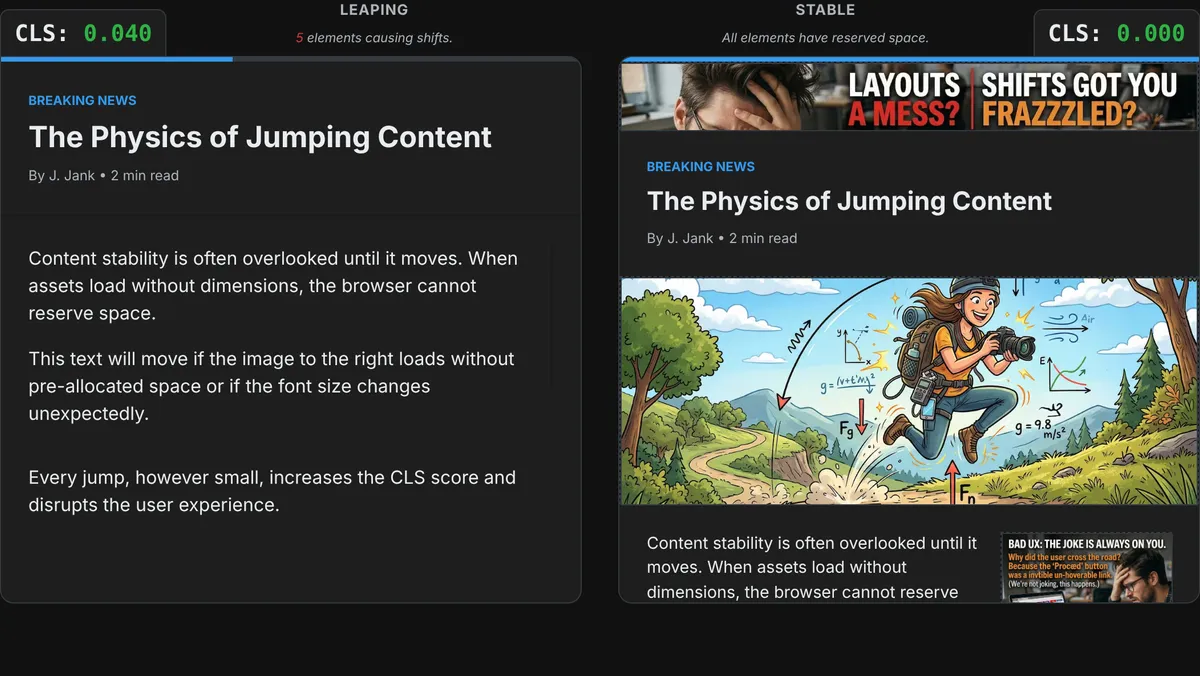 CLS: 0.040
LEAPING
5 elements causing shifts.
BREAKING NEWS
The Physics of Jumping Content
By J. Jank • 2 min read
Content stability is often overlooked until it moves. When
assets load without dimensions, the browser cannot
reserve space.
This text will move if the image to the right loads without
pre-allocated space or if the font size changes
unexpectedly.
Every jump, however small, increases the CLS score and
disrupts the user experience.
STABLE
All elements have reserved space.
CLS: 0.000
LAYOUTS
A MESS?
SHIFTS GOT YOU
FRAZZZLED?
BREAKING NEWS
The Physics of Jumping Content
By J. Jank • 2 min read
Air
y
x
E
Fg
g = 9.8
m/s²
Fn
Content stability is often overlooked until it
moves. When assets load without
dimensions, the browser cannot reserve
BAD UX: THE JOKE IS ALWAYS ON YOU.
Why did the user cross the road?
Because the 'Proceed' button
was a invtible un-hoverable link.
(We're not joking, this happens.)